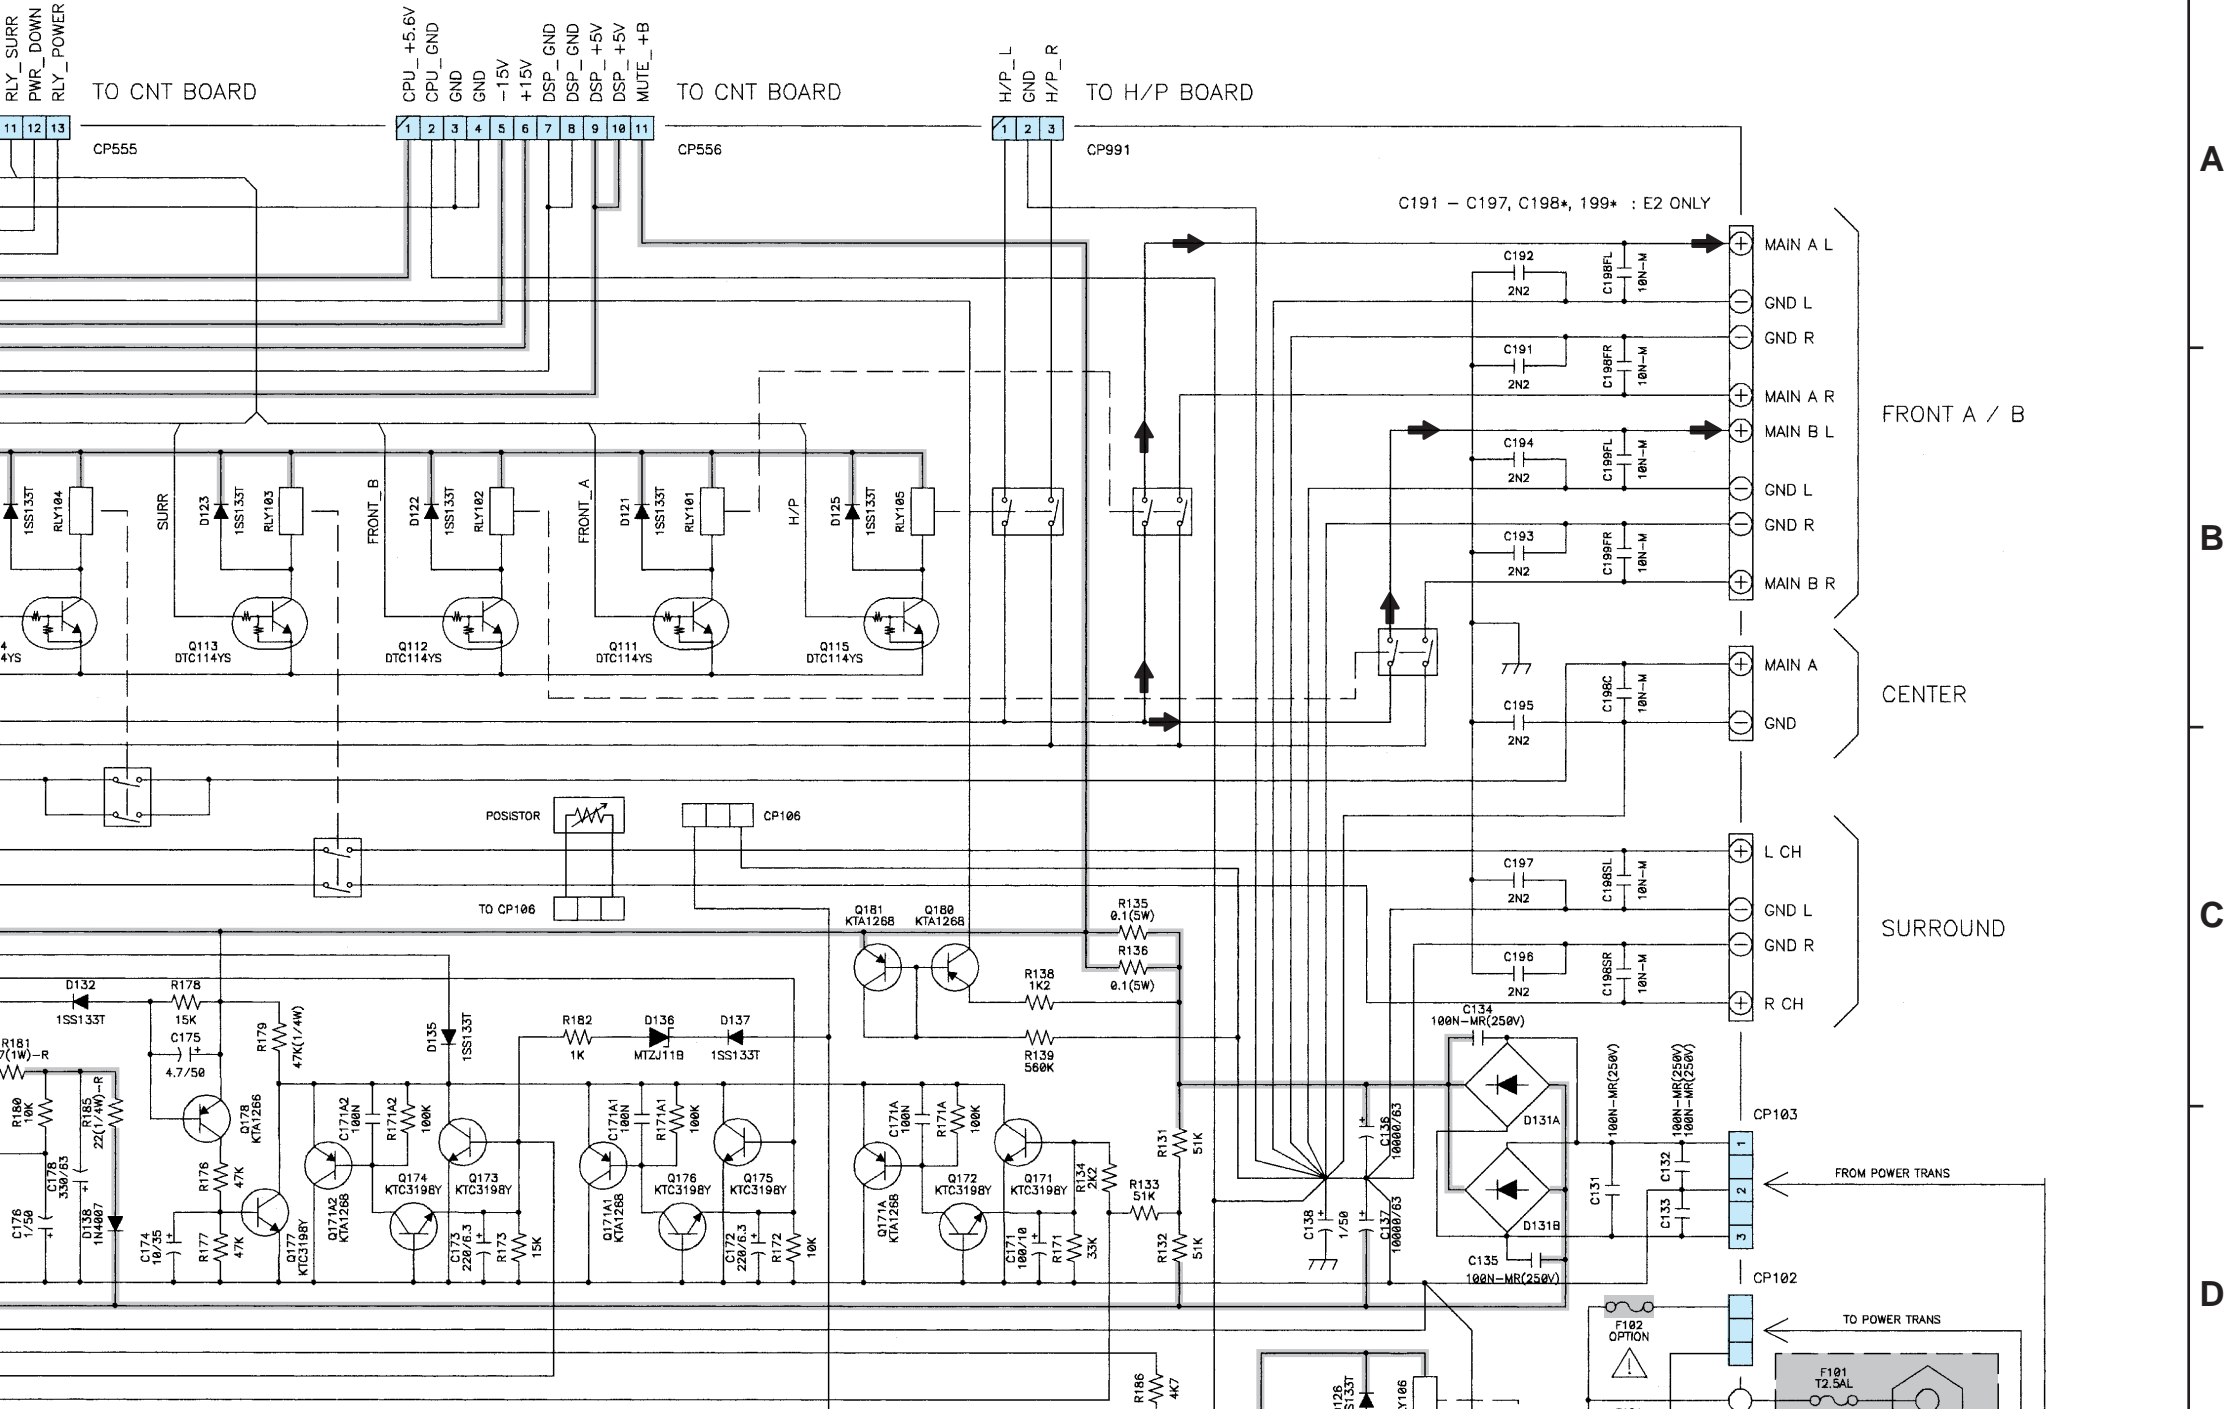 RLY_SURR
PWR_DOWN
RLY_POWER
TO CNT BOARD
CPU_+5.6V
CPU_GND
GND
GND
-15V
+15V
DSP_GND
DSP_GND
DSP_+5V
DSP_+5V
MUTE_+B
TO CNT BOARD
H/P_L
GND
H/P_R
TO H/P BOARD
11 12 13
CP555
1 2 3 4 5 6 7 8 9 10 11
CP556
1 2 3
CP991
A
C191 – C197, C198*, 199* : E2 ONLY
MAIN A L
C192
2N2
C198FL
10N-M
GND L
GND R
C191
2N2
C198FR
10N-M
MAIN A R
FRONT A / B
MAIN B L
C194
2N2
C199FL
10N-M
GND L
GND R
C193
2N2
C199FR
10N-M
MAIN B R
B
1SS133T
RLY104
SURR
D123
1SS133T
RLY103
FRONT_B
D122
1SS133T
RLY102
FRONT_A
D121
1SS133T
RLY101
H/P
D125
1SS133T
RLY105
4
4YS
Q113
DTC114YS
Q112
DTC114YS
Q111
DTC114YS
Q115
DTC114YS
MAIN A
C198C
10N-M
CENTER
C195
2N2
GND
POSISTOR
CP106
TO CP106
L CH
C197
2N2
C198SL
10N-M
GND L
SURROUND
C
GND R
C196
2N2
C198SR
10N-M
R CH
Q181
KTA1268
Q180
KTA1268
R135
0.1(5W)
R136
0.1(5W)
R138
1K2
R139
560K
D132
1SS133T
R178
15K
C175
4.7/50
R179
47K(1/4W)
D135
1SS133T
R182
1K
D136
MTZJ11B
D137
1SS133T
C134
100N-MR(250V)
R181
7(1W)-R
R180
10K
R185
22(1/4W)-R
Q178
KTA1266
C171A2
100N
R171A2
100K
C171A1
100N
R171A1
100K
C171A
100N
R171A
100K
R131
51K
C136
10000/63
D131A
100N-MR(250V)
100N-MR(250V)
100N-MR(250V)
CP103
1
2
3
FROM POWER TRANS
C178
330/63
C176
1/50
D138
1N4007
R176
47K
C174
10/35
R177
47K
Q177
KTC3198Y
Q171A2
KTA1268
Q174
KTC3198Y
Q173
KTC3198Y
C173
220/6.3
R173
15K
Q171A1
KTA1268
Q176
KTC3198Y
Q175
KTC3198Y
C172
220/6.3
R172
10K
Q171A
KTA1268
Q172
KTC3198Y
Q171
KTC3198Y
R134
2K2
C171
100/10
R171
33K
R133
51K
R132
51K
C138
1/50
C137
10000/63
D131B
C131
C132
C133
C135
100N-MR(250V)
CP102
D
F102
OPTION
TO POWER TRANS
F101
T2.5AL
R186
4K7